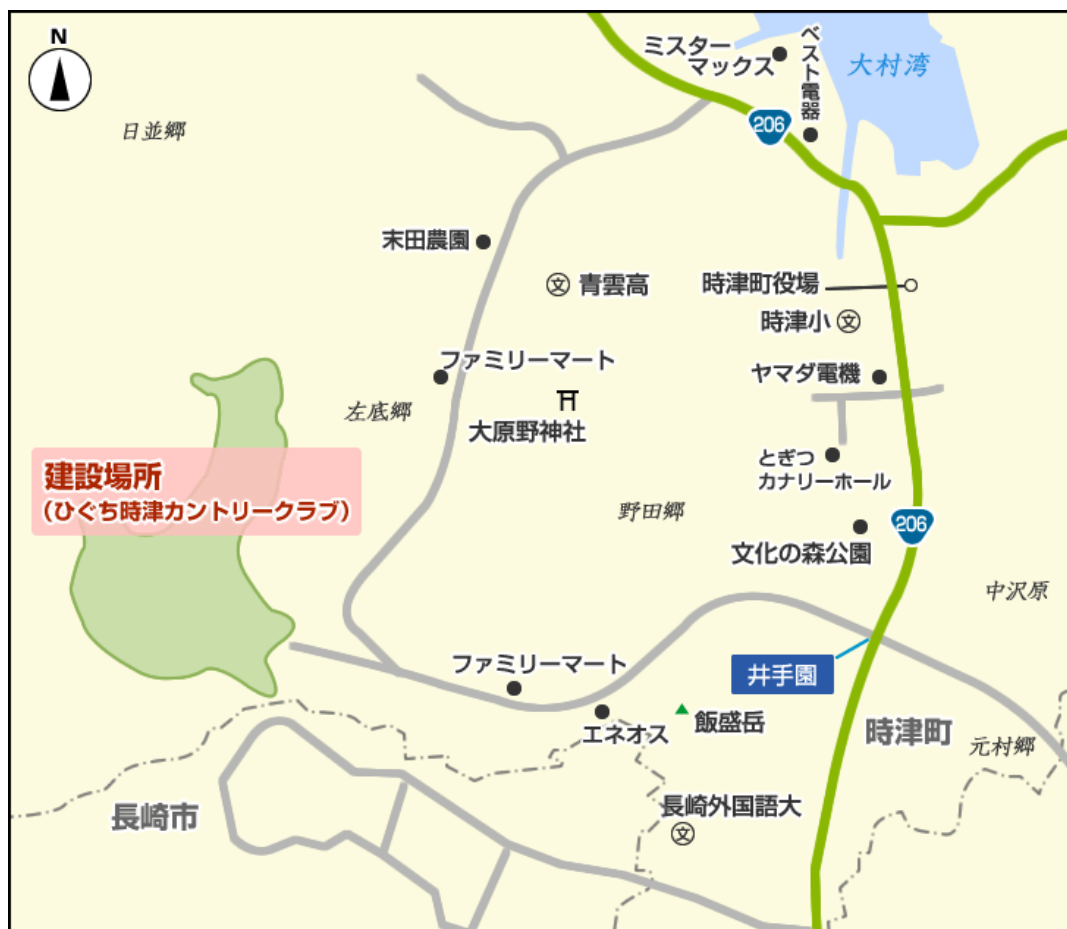 N
ミスター
マックス
ベスト電器
大村湾
206
日並郷
末田農園
文 青雲高
時津町役場
時津小 文
ファミリーマート
ヤマダ電機
左底郷
大原野神社
建設場所
(ひぐち時津カントリークラブ)
とぎつ
カナリーホール
野田郷
206
文化の森公園
中沢原
井手園
ファミリーマート
エネオス
飯盛岳
時津町
元村郷
長崎市
長崎外国語大
文